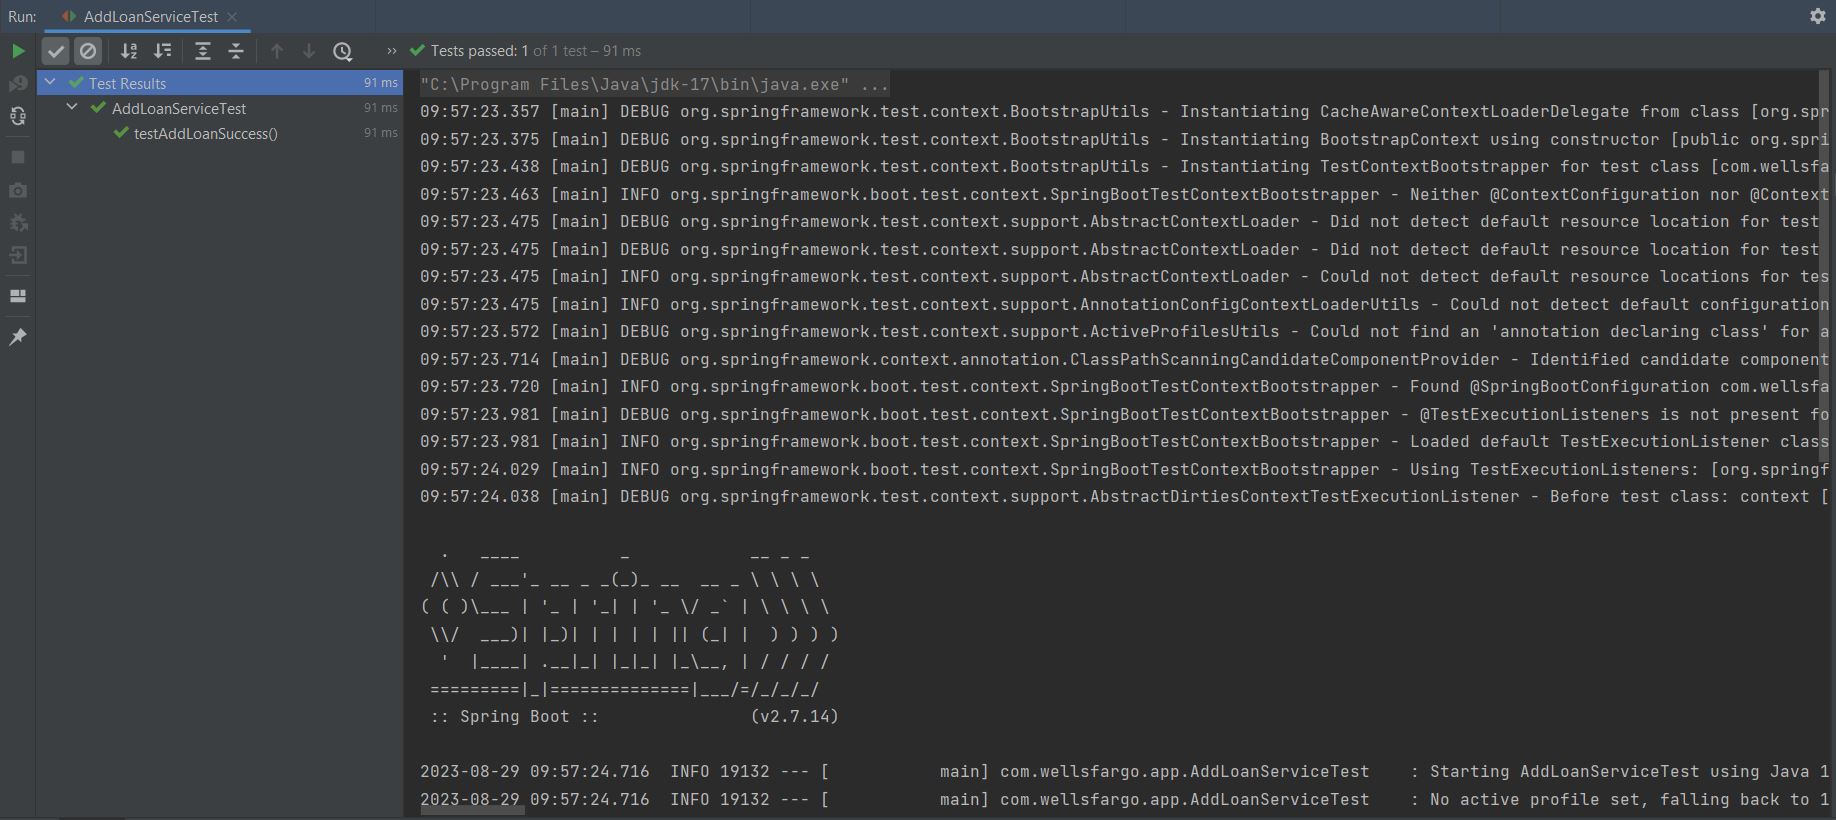 Run: AddLoanServiceTest
Tests passed: 1 of 1 test – 91 ms
Test Results 91 ms
AddLoanServiceTest 91 ms
testAddLoanSuccess() 91 ms
"C:\Program Files\Java\jdk-17\bin\java.exe" ...
09:57:23.357 [main] DEBUG org.springframework.test.context.BootstrapUtils - Instantiating CacheAwareContextLoaderDelegate from class [org.spr
09:57:23.375 [main] DEBUG org.springframework.test.context.BootstrapUtils - Instantiating BootstrapContext using constructor [public org.spri
09:57:23.438 [main] DEBUG org.springframework.test.context.BootstrapUtils - Instantiating TestContextBootstrapper for test class [com.wellsfa
09:57:23.463 [main] INFO org.springframework.boot.test.context.SpringBootTestContextBootstrapper - Neither @ContextConfiguration nor @Context
09:57:23.475 [main] DEBUG org.springframework.test.context.support.AbstractContextLoader - Did not detect default resource location for test
09:57:23.475 [main] DEBUG org.springframework.test.context.support.AbstractContextLoader - Did not detect default resource location for test
09:57:23.475 [main] INFO org.springframework.test.context.support.AbstractContextLoader - Could not detect default resource locations for tes
09:57:23.475 [main] INFO org.springframework.test.context.support.AnnotationConfigContextLoaderUtils - Could not detect default configuration
09:57:23.572 [main] DEBUG org.springframework.test.context.support.ActiveProfilesUtils - Could not find an 'annotation declaring class' for a
09:57:23.714 [main] DEBUG org.springframework.context.annotation.ClassPathScanningCandidateComponentProvider - Identified candidate component
09:57:23.720 [main] INFO org.springframework.boot.test.context.SpringBootTestContextBootstrapper - Found @SpringBootConfiguration com.wellsfa
09:57:23.981 [main] DEBUG org.springframework.boot.test.context.SpringBootTestContextBootstrapper - @TestExecutionListeners is not present fo
09:57:23.981 [main] INFO org.springframework.boot.test.context.SpringBootTestContextBootstrapper - Loaded default TestExecutionListener class
09:57:24.029 [main] INFO org.springframework.boot.test.context.SpringBootTestContextBootstrapper - Using TestExecutionListeners: [org.springf
09:57:24.038 [main] DEBUG org.springframework.test.context.support.AbstractDirtiesContextTestExecutionListener - Before test class: context [
  .   ____          _            __ _ _
 /\\ / ___'_ __ _ _(_)_ __  __ _ \ \ \ \
( ( )\___ | '_ | '_| | '_ \/ _` | \ \ \ \
 \\/  ___)| |_)| | | | | || (_| |  ) ) ) )
  '  |____| .__|_| |_|_| |_\__, | / / / /
 =========|_|==============|___/=/_/_/_/
 :: Spring Boot ::               (v2.7.14)
2023-08-29 09:57:24.716  INFO 19132 --- [           main] com.wellsfargo.app.AddLoanServiceTest    : Starting AddLoanServiceTest using Java 1
2023-08-29 09:57:24.716  INFO 19132 --- [           main] com.wellsfargo.app.AddLoanServiceTest    : No active profile set, falling back to 1